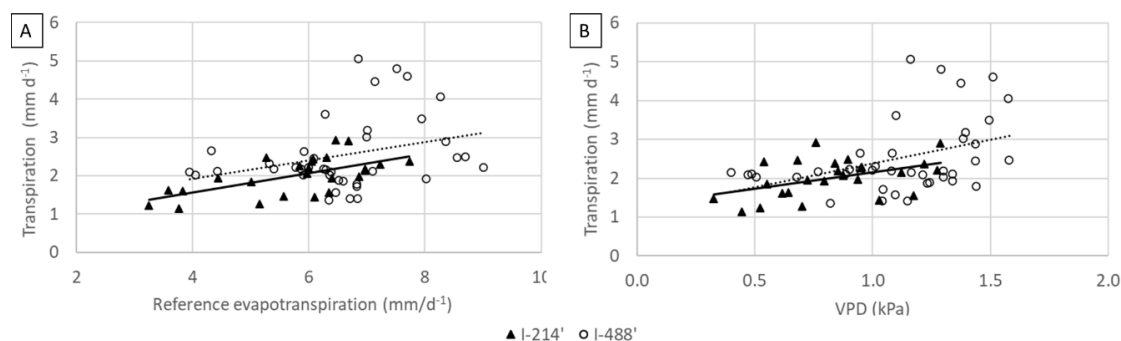 A
6
5
4
3
2
1
0
Transpiration (mm d-1)
2 4 6 8 10
Reference evapotranspiration (mm/d-1)
B
6
5
4
3
2
1
0
Transpiration (mm d-1)
0.0 0.5 1.0 1.5 2.0
VPD (kPa)
▲ I-214' ○ I-488'